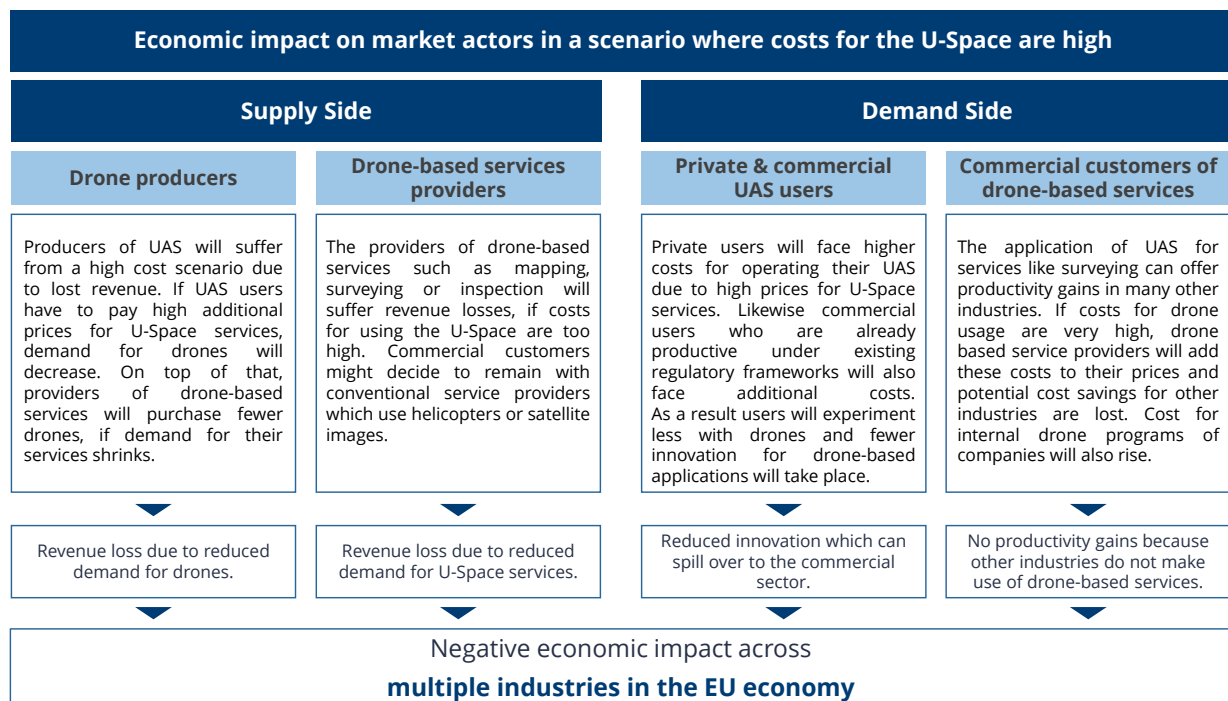 Economic impact on market actors in a scenario where costs for the U-Space are high
Supply Side
Drone producers
Producers of UAS will suffer
from a high cost scenario due
to lost revenue. If UAS users
have to pay high additional
prices for U-Space services,
demand for drones will
decrease. On top of that,
providers of drone-based
services will purchase fewer
drones, if demand for their
services shrinks.
Revenue loss due to reduced
demand for drones.
Drone-based services
providers
The providers of drone-based
services such as mapping,
surveying or inspection will
suffer revenue losses, if costs
for using the U-Space are too
high. Commercial customers
might decide to remain with
conventional service providers
which use helicopters or satellite
images.
Revenue loss due to reduced
demand for U-Space services.
Demand Side
Private & commercial
UAS users
Private users will face higher
costs for operating their UAS
due to high prices for U-Space
services. Likewise commercial
users who are already
productive under existing
regulatory frameworks will also
face additional costs.
As a result users will experiment
less with drones and fewer
innovation for drone-based
applications will take place.
Reduced innovation which can
spill over to the commercial
sector.
Commercial customers of
drone-based services
The application of UAS for
services like surveying can offer
productivity gains in many other
industries. If costs for drone
usage are very high, drone
based service providers will add
these costs to their prices and
potential cost savings for other
industries are lost. Cost for
internal drone programs of
companies will also rise.
No productivity gains because
other industries do not make
use of drone-based services.
Negative economic impact across
multiple industries in the EU economy